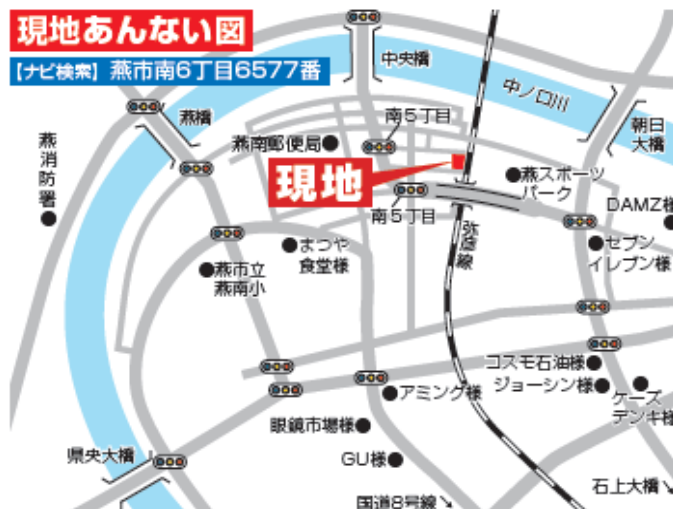 現地あんない図
【ナビ検索】燕市南6丁目6577番
中央橋
中ノ口川
燕橋
南5丁目
朝日
大橋
燕消防署
燕南郵便局
現地
燕スポーツ
パーク
南5丁目
DAMZ様
弥彦線
セブン
イレブン様
まつや
食堂様
燕市立
燕南小
コスモ石油様
ジョーシン様
アミング様
ケーズ
デンキ様
眼鏡市場様
県央大橋
GU様
石上大橋↘
国道8号線↘